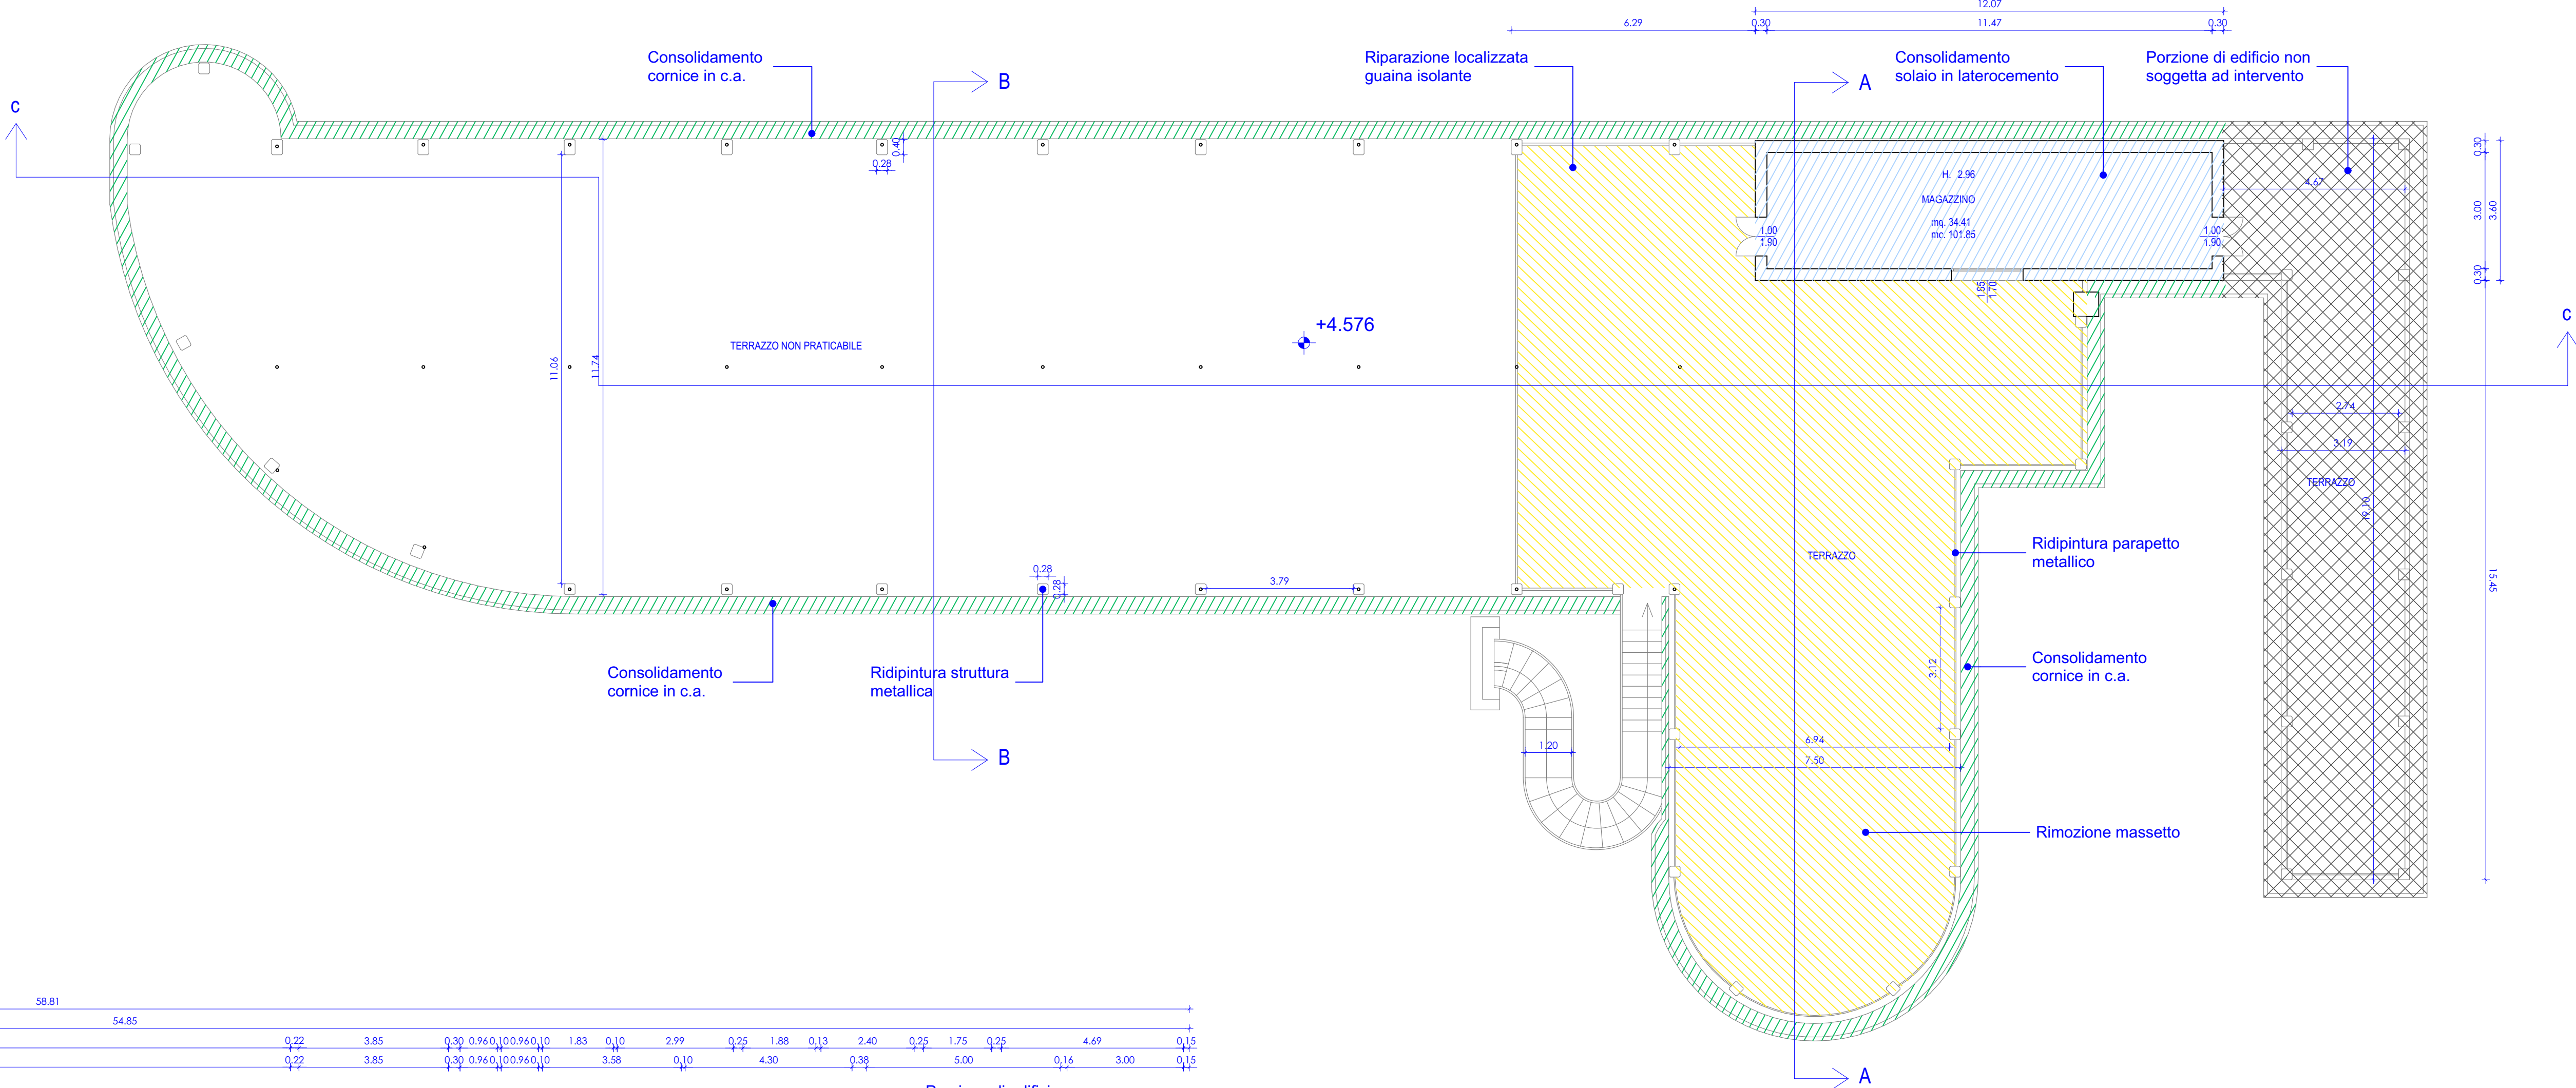 12.07
6.29
0.30
11.47
0.30
Consolidamento
cornice in c.a.
Riparazione localizzata
guaina isolante
Consolidamento
solaio in laterocemento
Porzione di edificio non
soggetta ad intervento
B
A
c
0.40
0.28
H. 2.96
MAGAZZINO
mq. 34.41
mc. 101.85
1.00
1.90
1.00
1.90
4.67
0.30
3.00
3.60
0.30
1.85
1.70
c
+4.576
TERRAZZO NON PRATICABILE
11.06
11.74
2.74
3.19
TERRAZZO
19.10
15.45
TERRAZZO
Ridipintura parapetto
metallico
0.28
0.28
3.79
Consolidamento
cornice in c.a.
Ridipintura struttura
metallica
3.12
Consolidamento
cornice in c.a.
1.20
6.94
7.50
B
Rimozione massetto
58.81
54.85
0.22
3.85
0.30
0.96
0.10
0.96
0.10
1.83
0.10
2.99
0.25
1.88
0.13
2.40
0.25
1.75
0.25
4.69
0.15
0.22
3.85
0.30
0.96
0.10
0.96
0.10
3.58
0.10
4.30
0.38
5.00
0.16
3.00
0.15
A